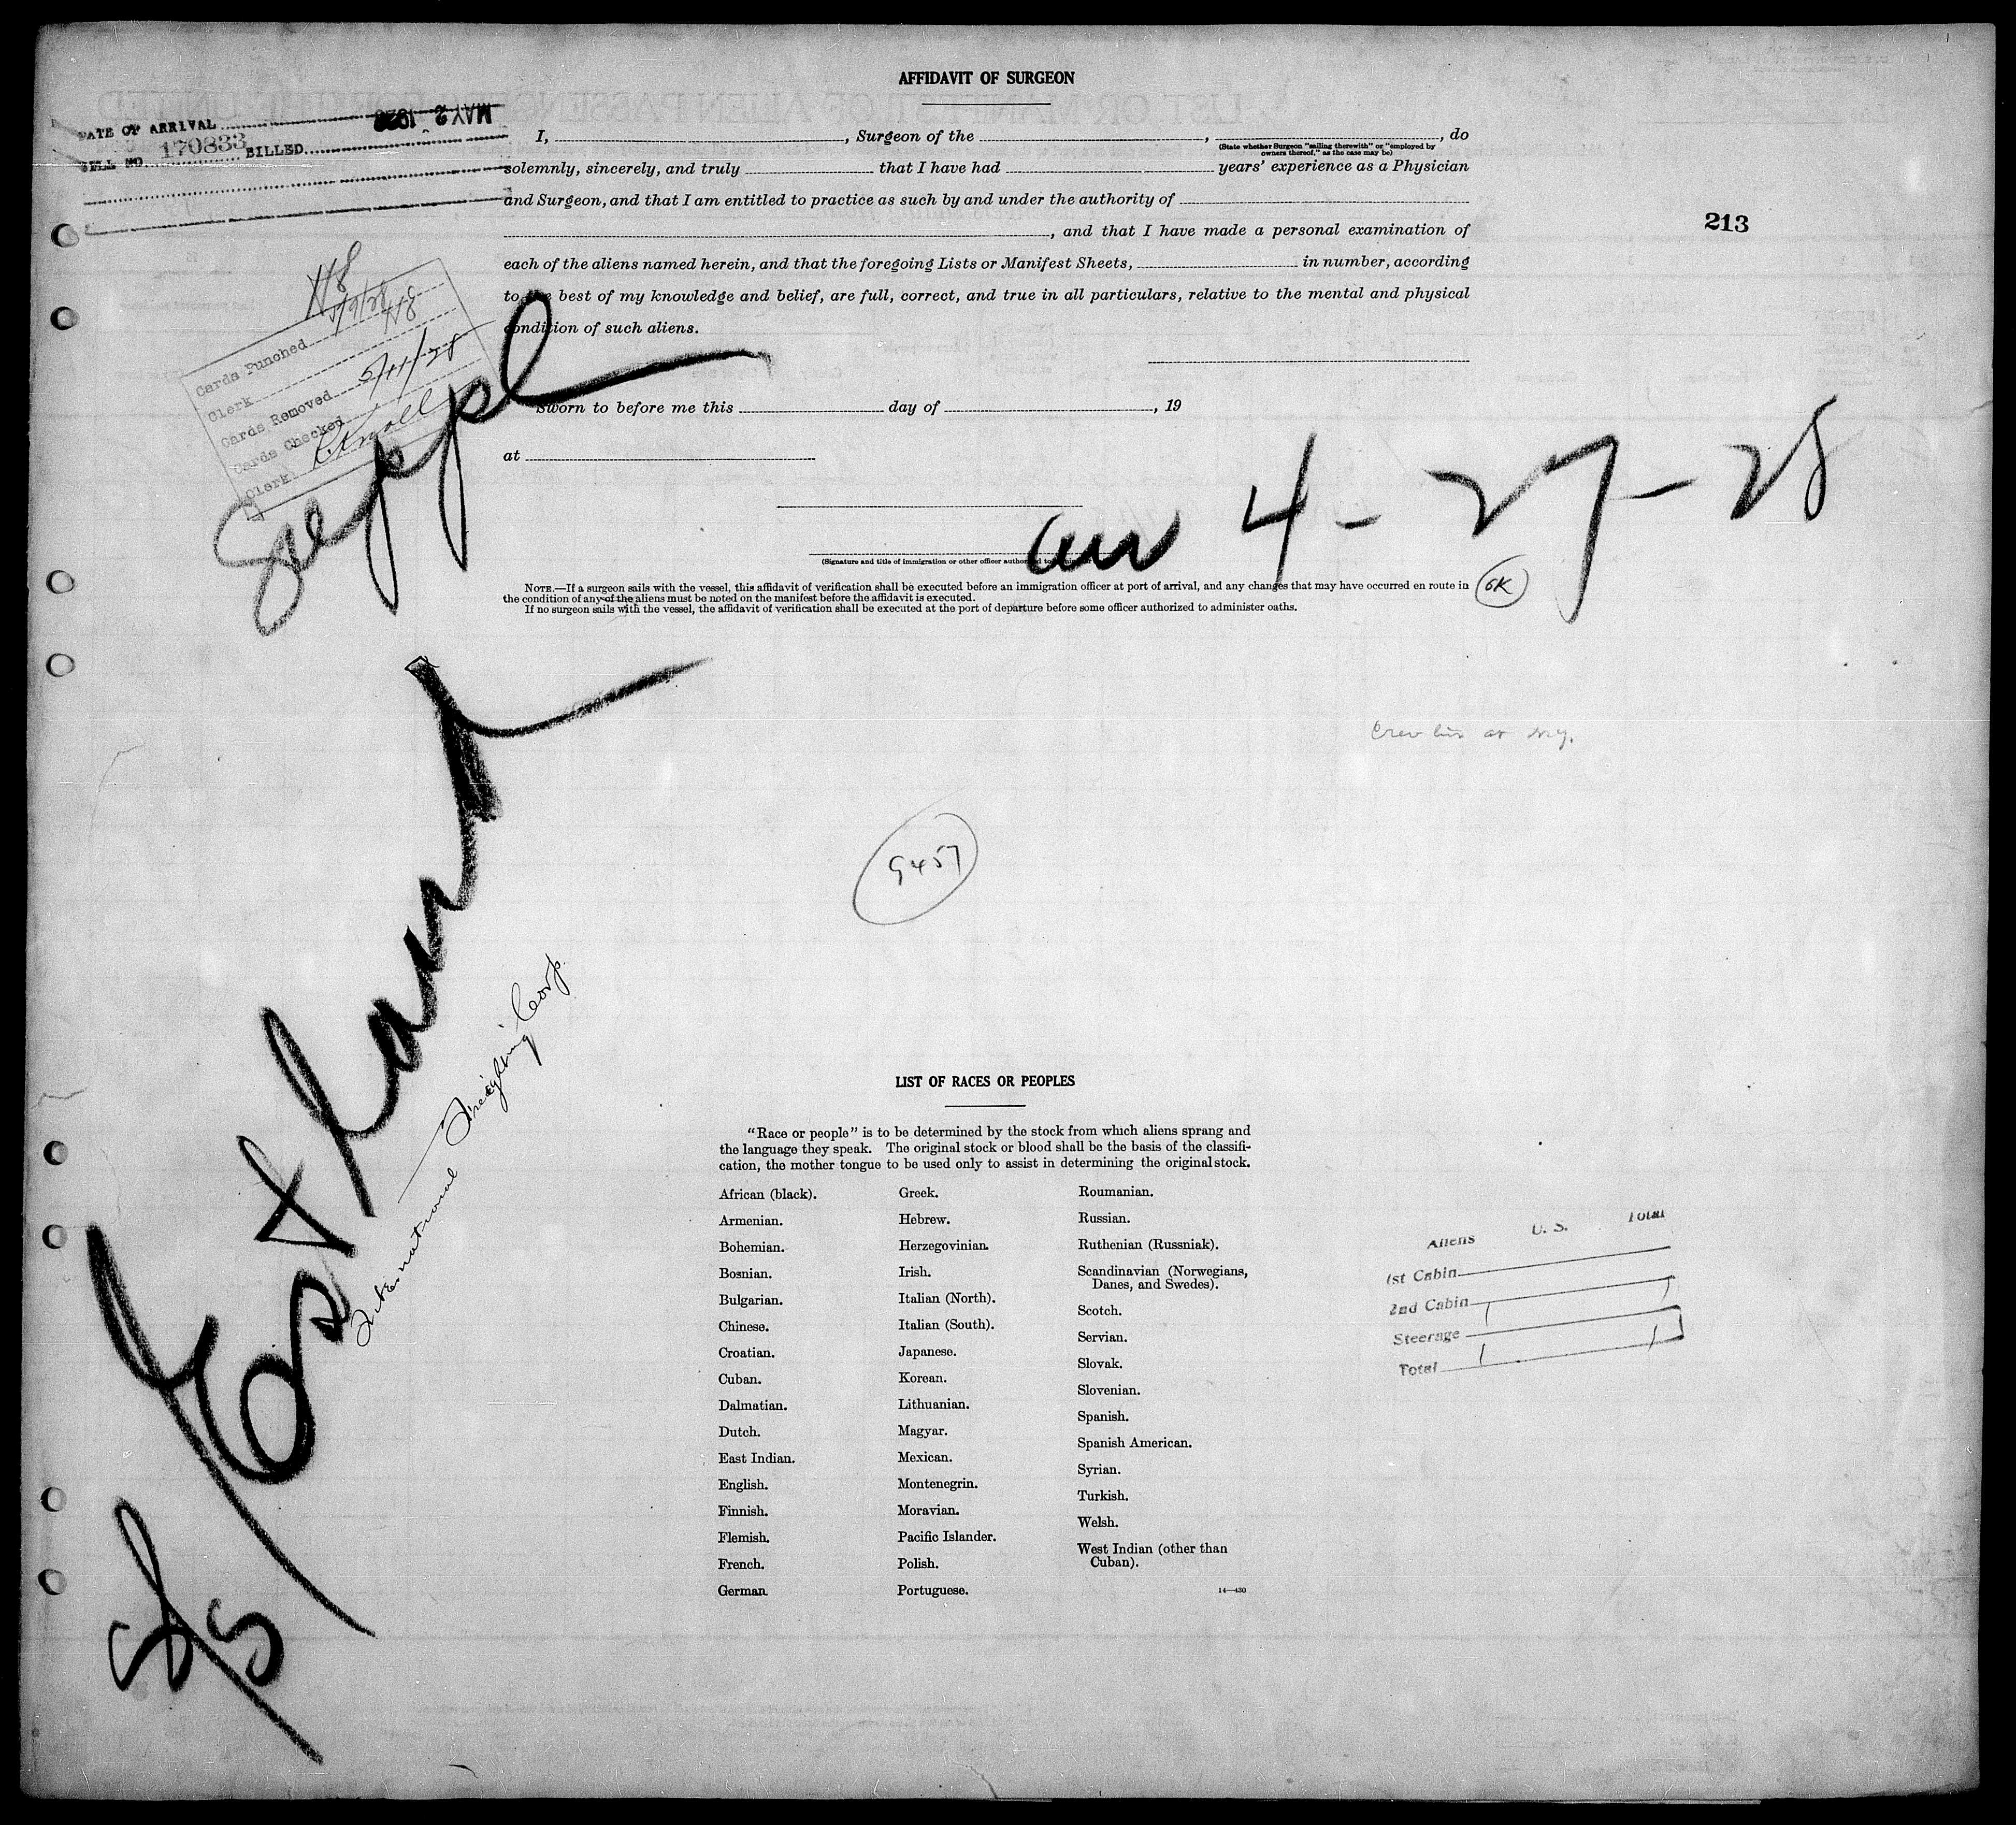 AFFIDAVIT OF SURGEON
DATE OF ARRIVAL MAY 2 1928
BELL NO. 170833 BILLED
I, , Surgeon of the , , do
(State whether Surgeon "sailing therewith" or "employed by
owners thereof," as the case may be)
solemnly, sincerely, and truly that I have had years' experience as a Physician
and Surgeon, and that I am entitled to practice as such by and under the authority of
, and that I have made a personal examination of
each of the aliens named herein, and that the foregoing Lists or Manifest Sheets, in number, according
to the best of my knowledge and belief, are full, correct, and true in all particulars, relative to the mental and physical
condition of such aliens.
213
Cards Punched 5/9/28
Clerk H8
Cards Removed 5/11/28
Cards Checked
Clerk
Sworn to before me this day of , 19
at
4-27-28
(Signature and title of immigration or other officer authorized to
NOTE.—If a surgeon sails with the vessel, this affidavit of verification shall be executed before an immigration officer at port of arrival, and any changes that may have occurred en route in
the condition of any of the aliens must be noted on the manifest before the affidavit is executed.
If no surgeon sails with the vessel, the affidavit of verification shall be executed at the port of departure before some officer authorized to administer oaths.
OK
Crew list at N.Y.
9457
S/S
International Freighting Corp.
LIST OF RACES OR PEOPLES
"Race or people" is to be determined by the stock from which aliens sprang and
the language they speak. The original stock or blood shall be the basis of the classifi-
cation, the mother tongue to be used only to assist in determining the original stock.
African (black).
Armenian.
Bohemian.
Bosnian.
Bulgarian.
Chinese.
Croatian.
Cuban.
Dalmatian.
Dutch.
East Indian.
English.
Finnish.
Flemish.
French.
German.
Greek.
Hebrew.
Herzegovinian.
Irish.
Italian (North).
Italian (South).
Japanese.
Korean.
Lithuanian.
Magyar.
Mexican.
Montenegrin.
Moravian.
Pacific Islander.
Polish.
Portuguese.
Roumanian.
Russian.
Ruthenian (Russniak).
Scandinavian (Norwegians,
Danes, and Swedes).
Scotch.
Servian.
Slovak.
Slovenian.
Spanish.
Spanish American.
Syrian.
Turkish.
Welsh.
West Indian (other than
Cuban).
14—430
Aliens U. S. Total
1st Cabin
2nd Cabin 1 1
Steerage
Total 1 1